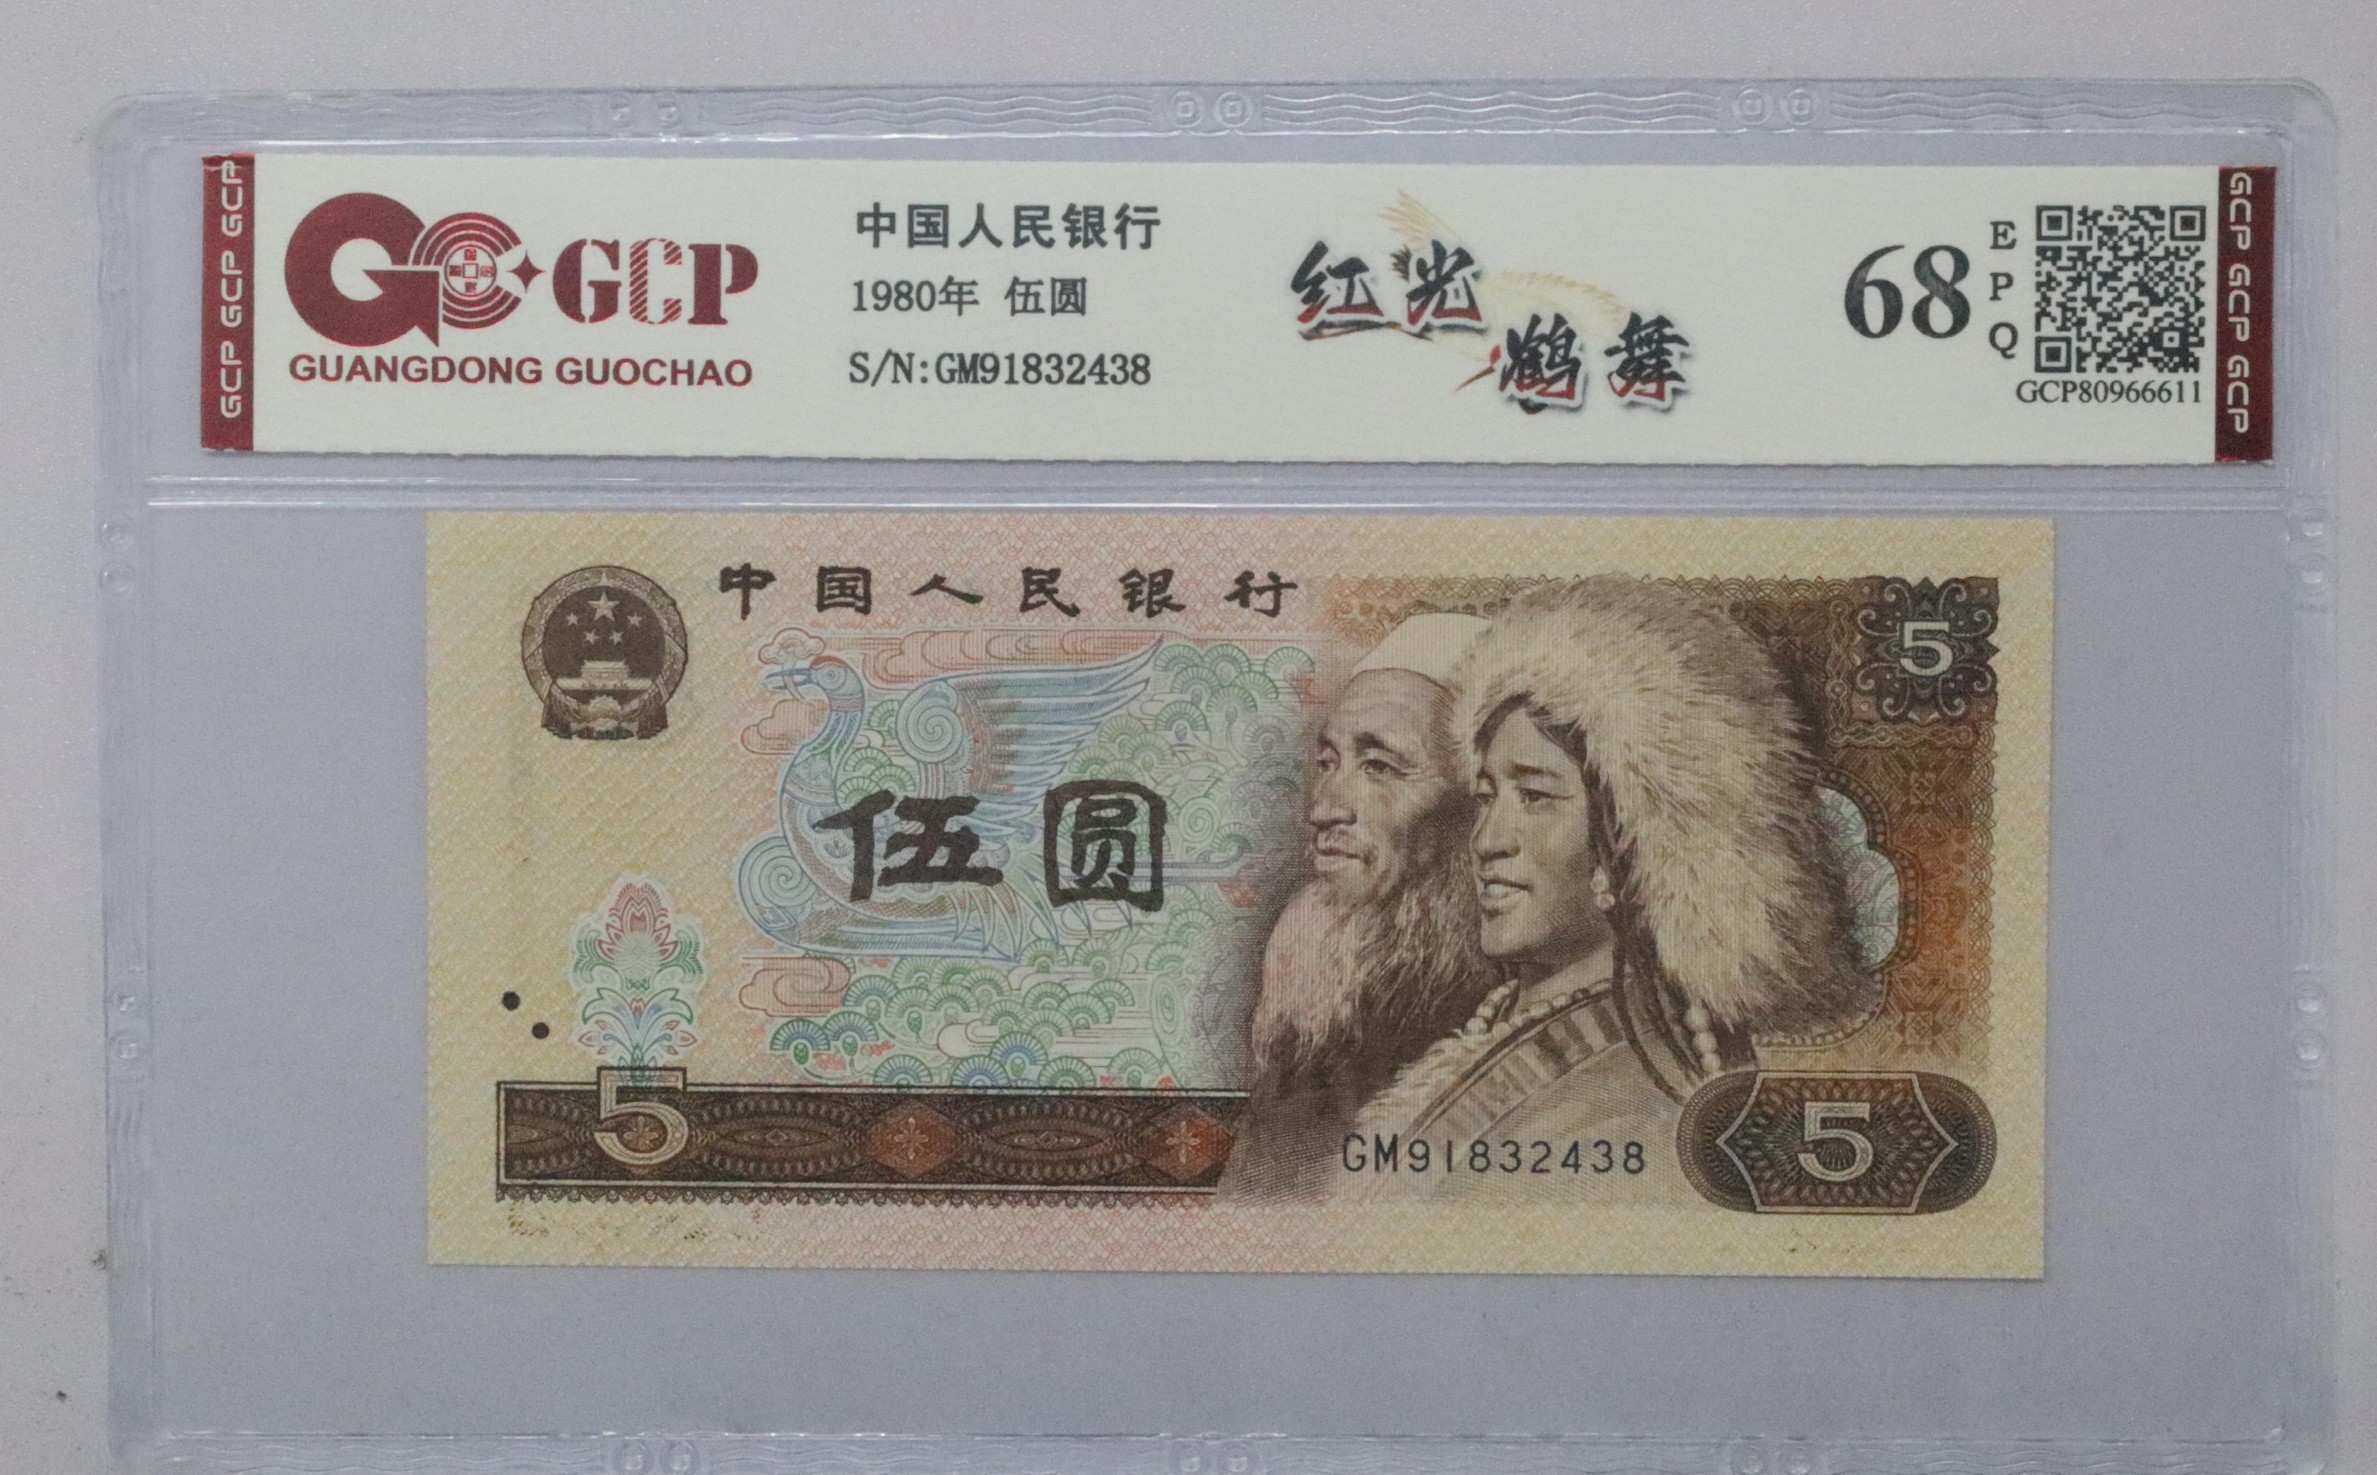 GCP GCP GCP
GCP
GUANGDONG GUOCHAO
中国人民银行
1980年 伍圆
S/N:GM91832438
红光
鹤舞
68
EPQ
GCP80966611
GCP GCP GCP
中国人民银行
5
伍圆
5
GM91832438
5